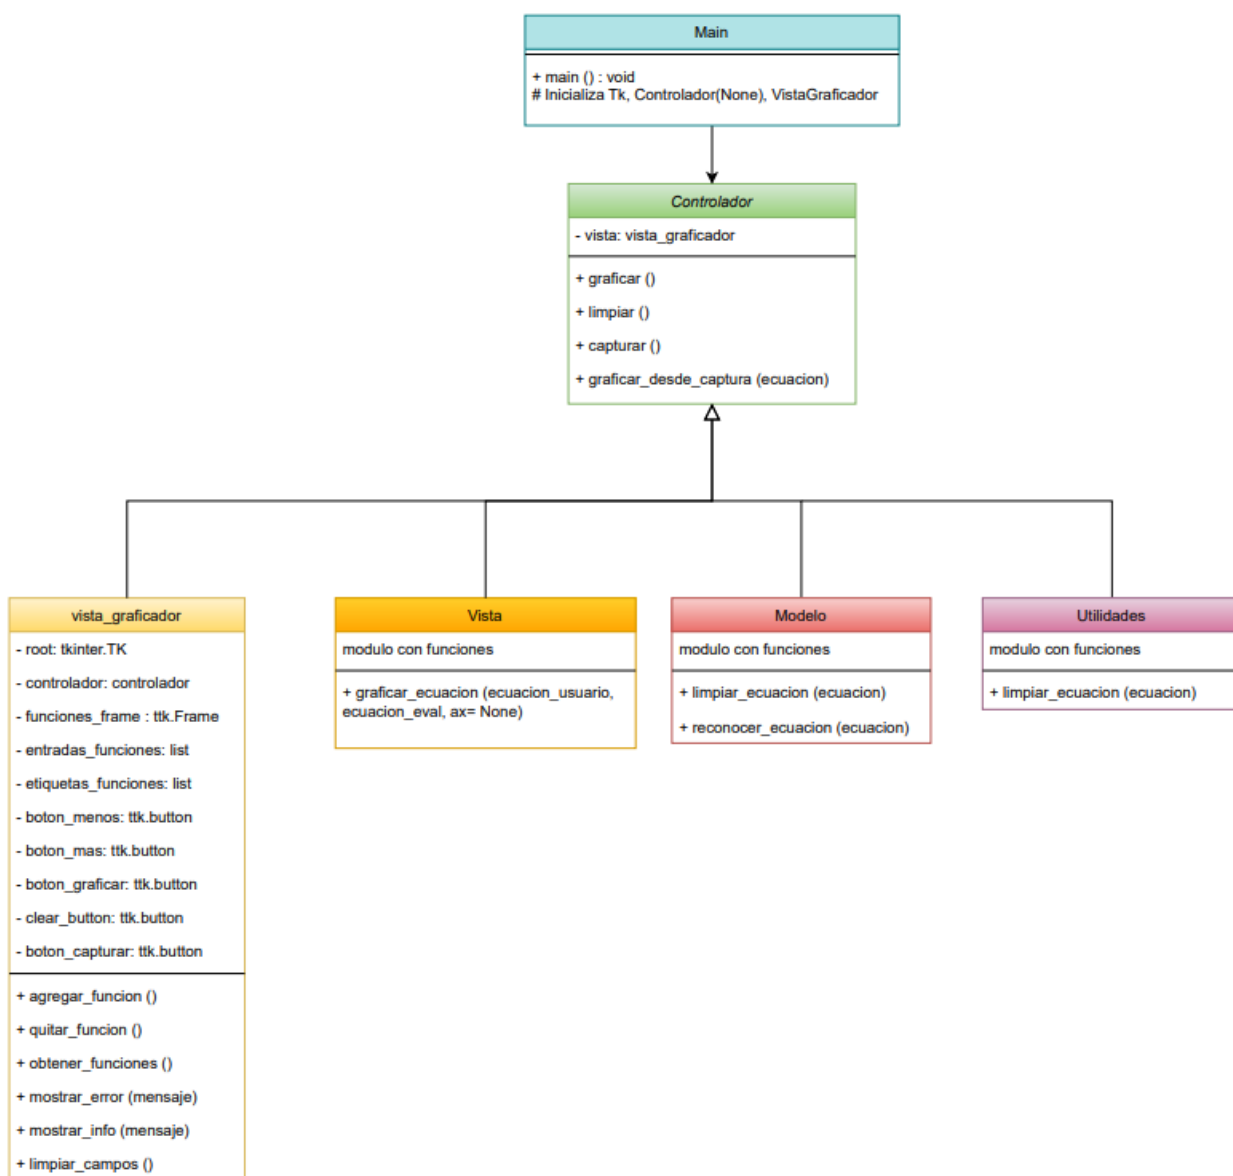 Main
+ main () : void
# Inicializa Tk, Controlador(None), VistaGraficador
Controlador
- vista: vista_graficador
+ graficar ()
+ limpiar ()
+ capturar ()
+ graficar_desde_captura (ecuacion)
vista_graficador
- root: tkinter.TK
- controlador: controlador
- funciones_frame : ttk.Frame
- entradas_funciones: list
- etiquetas_funciones: list
- boton_menos: ttk.button
- boton_mas: ttk.button
- boton_graficar: ttk.button
- clear_button: ttk.button
- boton_capturar: ttk.button
+ agregar_funcion ()
+ quitar_funcion ()
+ obtener_funciones ()
+ mostrar_error (mensaje)
+ mostrar_info (mensaje)
+ limpiar_campos ()
Vista
modulo con funciones
+ graficar_ecuacion (ecuacion_usuario,
ecuacion_eval, ax= None)
Modelo
modulo con funciones
+ limpiar_ecuacion (ecuacion)
+ reconocer_ecuacion (ecuacion)
Utilidades
modulo con funciones
+ limpiar_ecuacion (ecuacion)